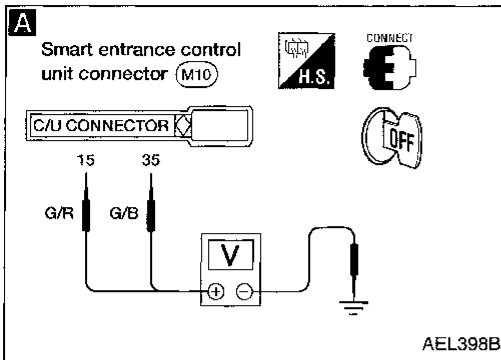 A
Smart entrance control
unit connector M10
H.S.
CONNECT
C/U CONNECTOR
OFF
15 35
G/R G/B
V
+ -
AEL398B